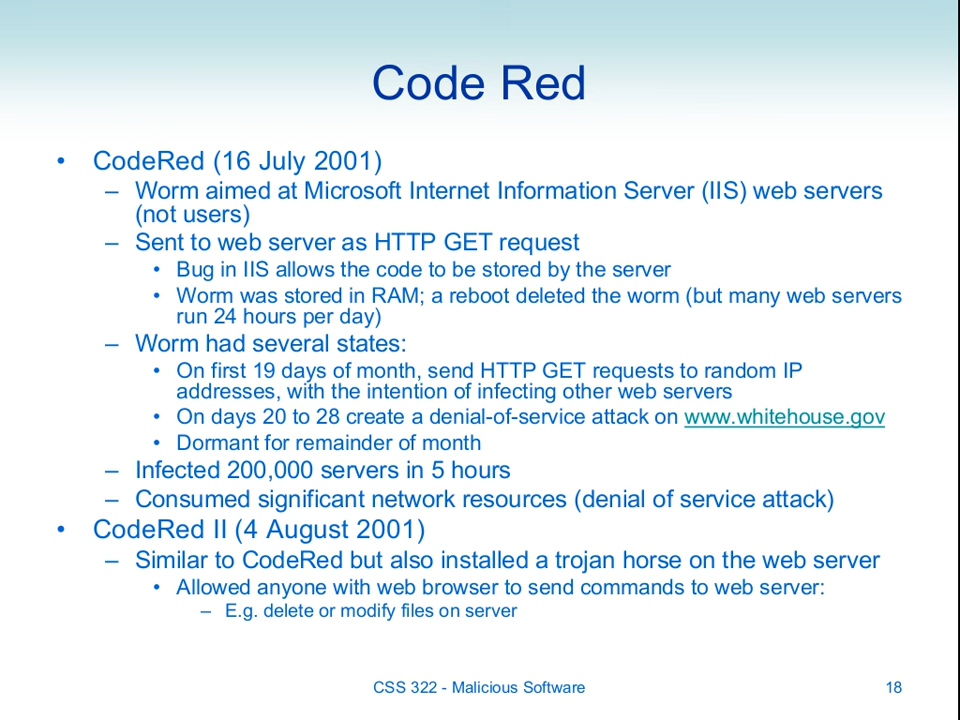 Code Red
• CodeRed (16 July 2001)
– Worm aimed at Microsoft Internet Information Server (IIS) web servers
(not users)
– Sent to web server as HTTP GET request
• Bug in IIS allows the code to be stored by the server
• Worm was stored in RAM; a reboot deleted the worm (but many web servers
run 24 hours per day)
– Worm had several states:
• On first 19 days of month, send HTTP GET requests to random IP
addresses, with the intention of infecting other web servers
• On days 20 to 28 create a denial-of-service attack on www.whitehouse.gov
• Dormant for remainder of month
– Infected 200,000 servers in 5 hours
– Consumed significant network resources (denial of service attack)
• CodeRed II (4 August 2001)
– Similar to CodeRed but also installed a trojan horse on the web server
• Allowed anyone with web browser to send commands to web server:
– E.g. delete or modify files on server
CSS 322 - Malicious Software
18